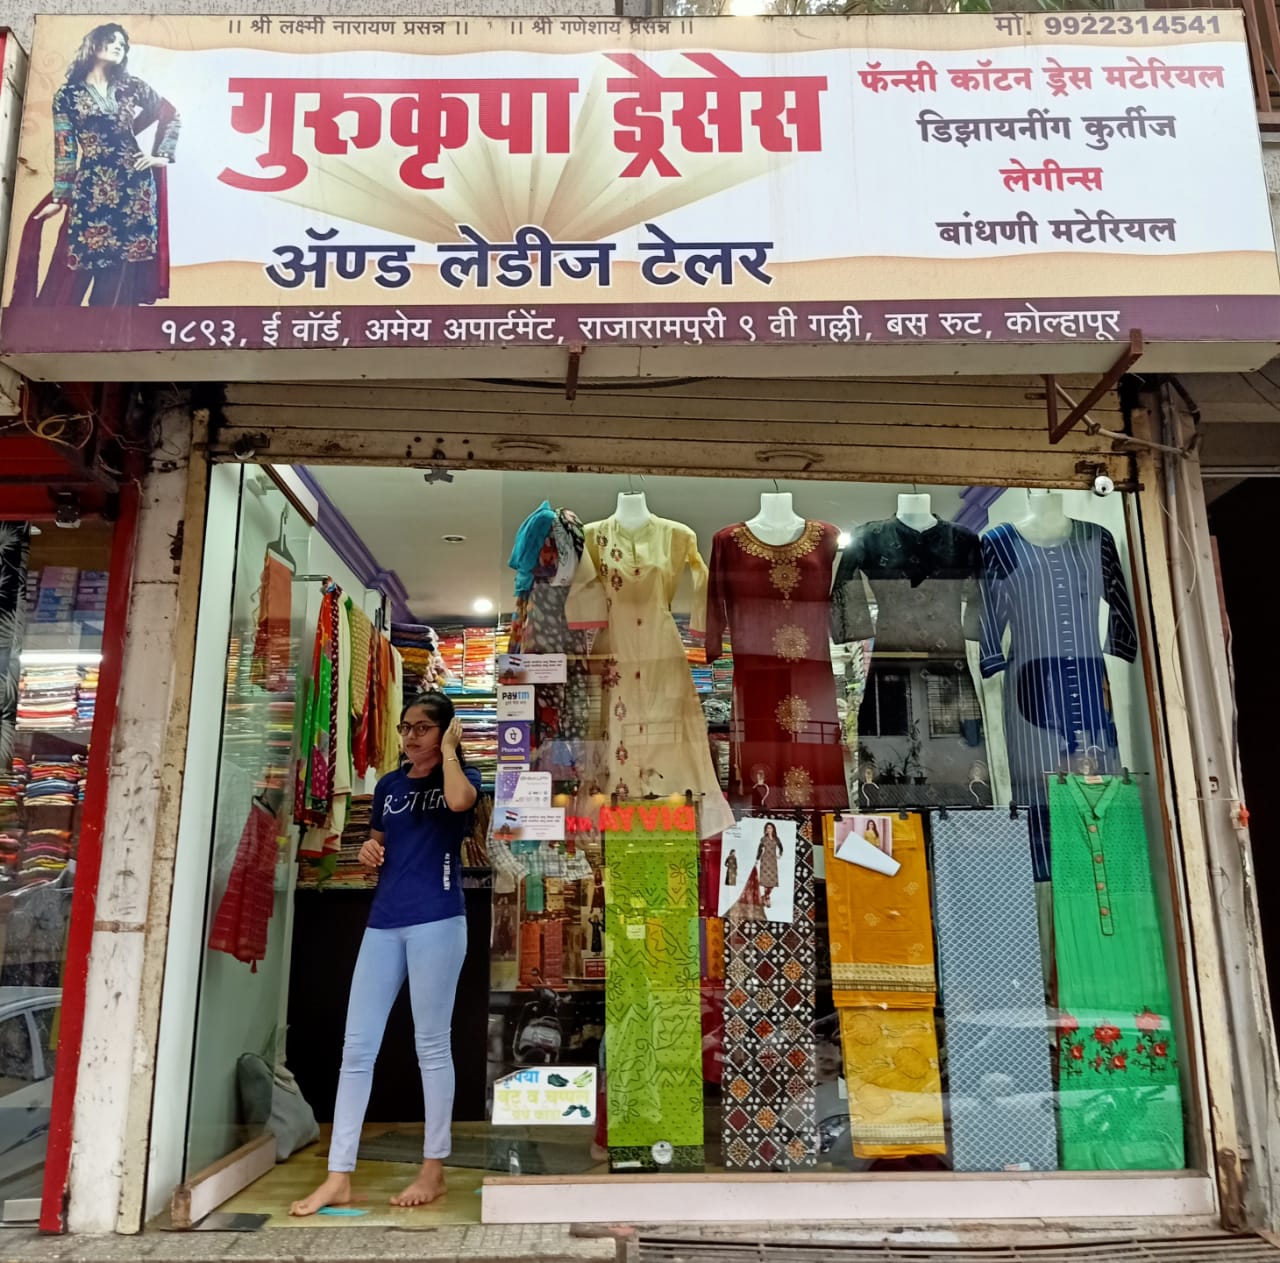 ।। श्री लक्ष्मी नारायण प्रसन्न ।। ।। श्री गणेशाय प्रसन्न ।। मो. 9922314541
गुरुकृपा ड्रेसेस
ॲण्ड लेडीज टेलर
फॅन्सी कॉटन ड्रेस मटेरियल
डिझायनींग कुर्तीज
लेगीन्स
बांधणी मटेरियल
१८९३, ई वॉर्ड, अमेय अपार्टमेंट, राजारामपुरी ९ वी गल्ली, बस रुट, कोल्हापूर
paytm
PhonePe
BUTTER
कृपया
बुट व चप्पल